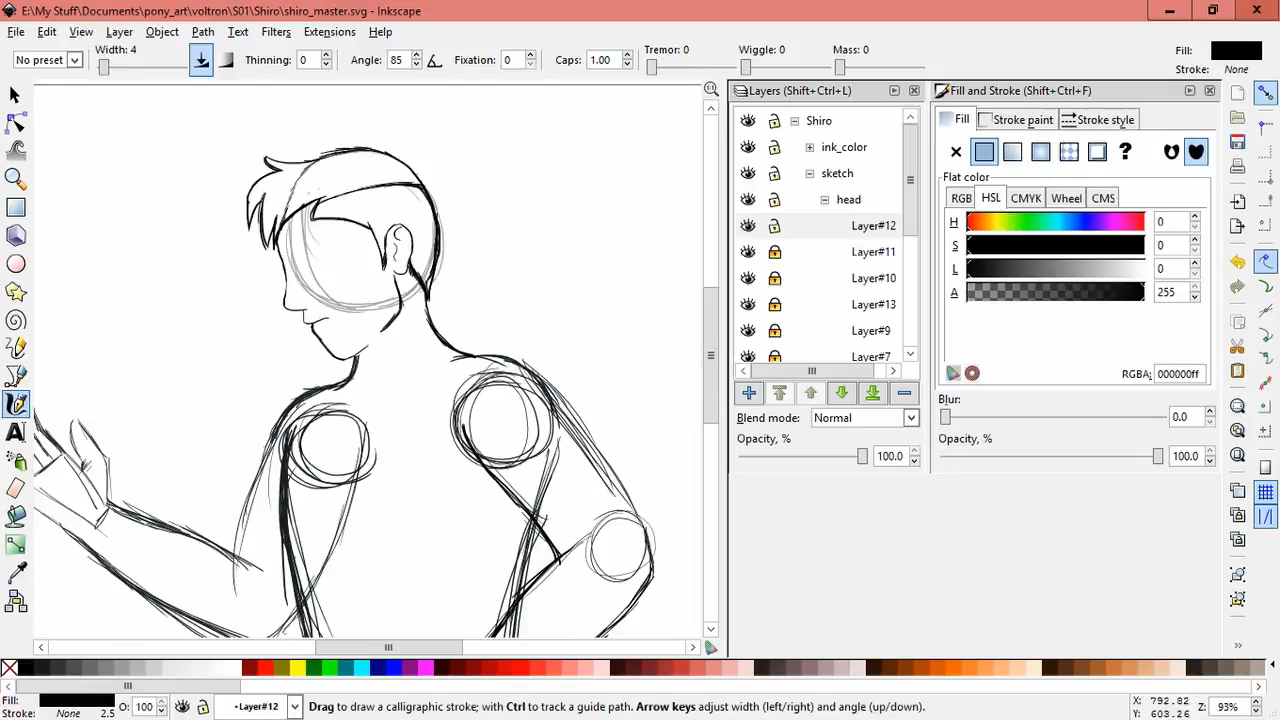 E:\My Stuff\Documents\pony_art\voltron\S01\Shiro\shiro_master.svg - Inkscape
File Edit View Layer Object Path Filters Text Extensions Help
No preset Width: 4 Thinning: 0 Angle: 85 Fixation: 0 Caps: 1.00 Tremor: 0 Wiggle: 0 Mass: 0 Fill: Stroke: None
Layers (Shift+Ctrl+L)
Shiro
ink_color
sketch
head
Layer#12
Layer#11
Layer#10
Layer#13
Layer#9
Layer#7
Blend mode: Normal
Opacity, % 100.0
Fill and Stroke (Shift+Ctrl+F)
Fill Stroke paint Stroke style
?
Flat color
RGB HSL CMYK Wheel CMS
H 0
S 0
L 0
A 255
RGBA: 000000ff
Blur:
0.0
Opacity, %
100.0
Fill: O: 100 Layer#12 Drag to draw a calligraphic stroke; with Ctrl to track a guide path. Arrow keys adjust width (left/right) and angle (up/down). X: 792.82 Z: 93%
Stroke: None 2.5 Y: 603.26